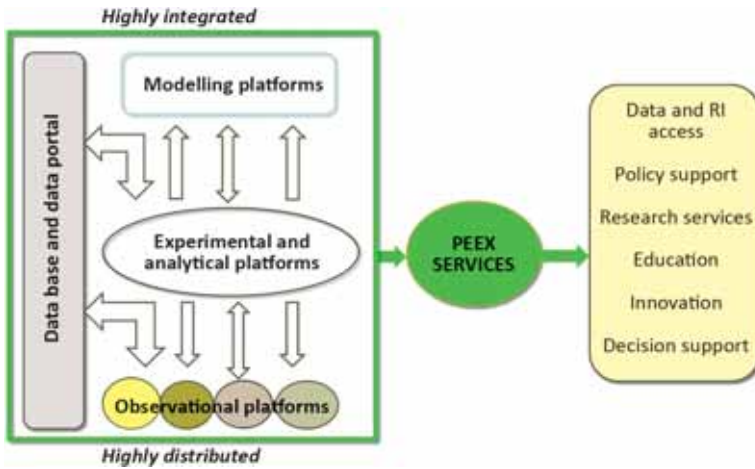 Highly integrated
Data base and data portal
Modelling platforms
Experimental and
analytical platforms
Observational platforms
Highly distributed
PEEX
SERVICES
Data and RI
access
Policy support
Research services
Education
Innovation
Decision support